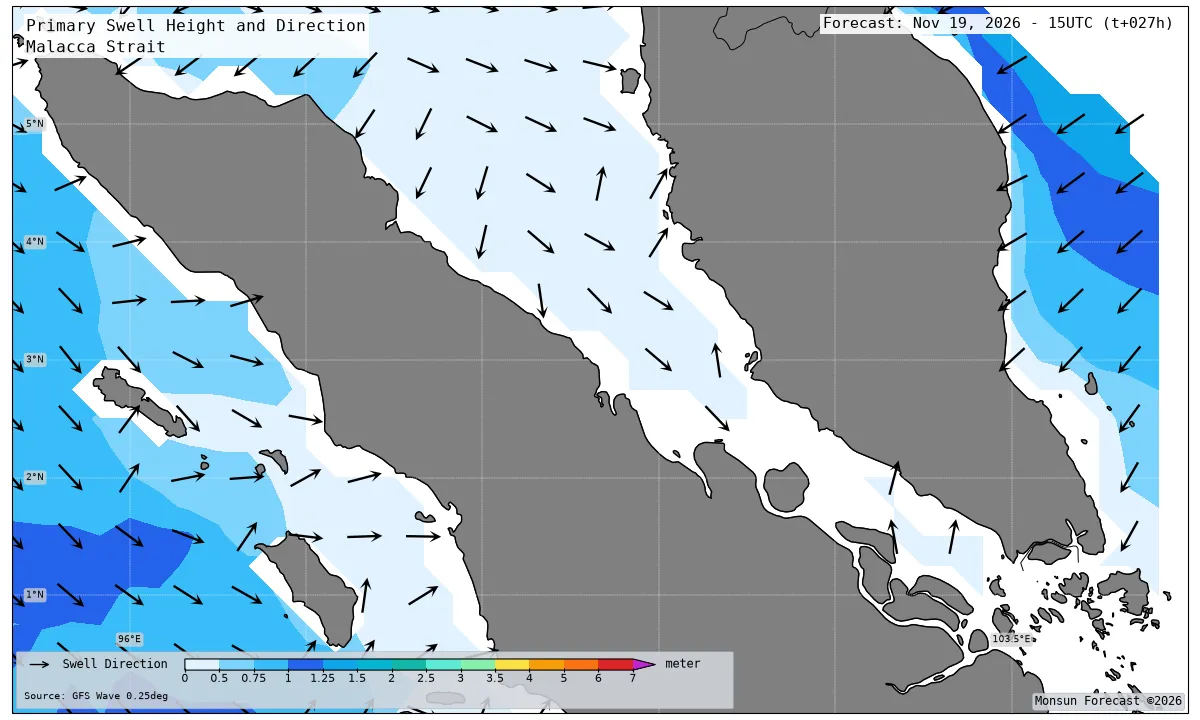 Primary Swell Height and Direction
Malacca Strait
Forecast: Nov 19, 2026 - 15UTC (t+027h)
5°N
4°N
3°N
2°N
1°N
96°E
103.5°E
Swell Direction
meter
0 0.5 0.75 1 1.25 1.5 2 2.5 3 3.5 4 5 6 7
Source: GFS Wave 0.25deg
Monsun Forecast ©2026